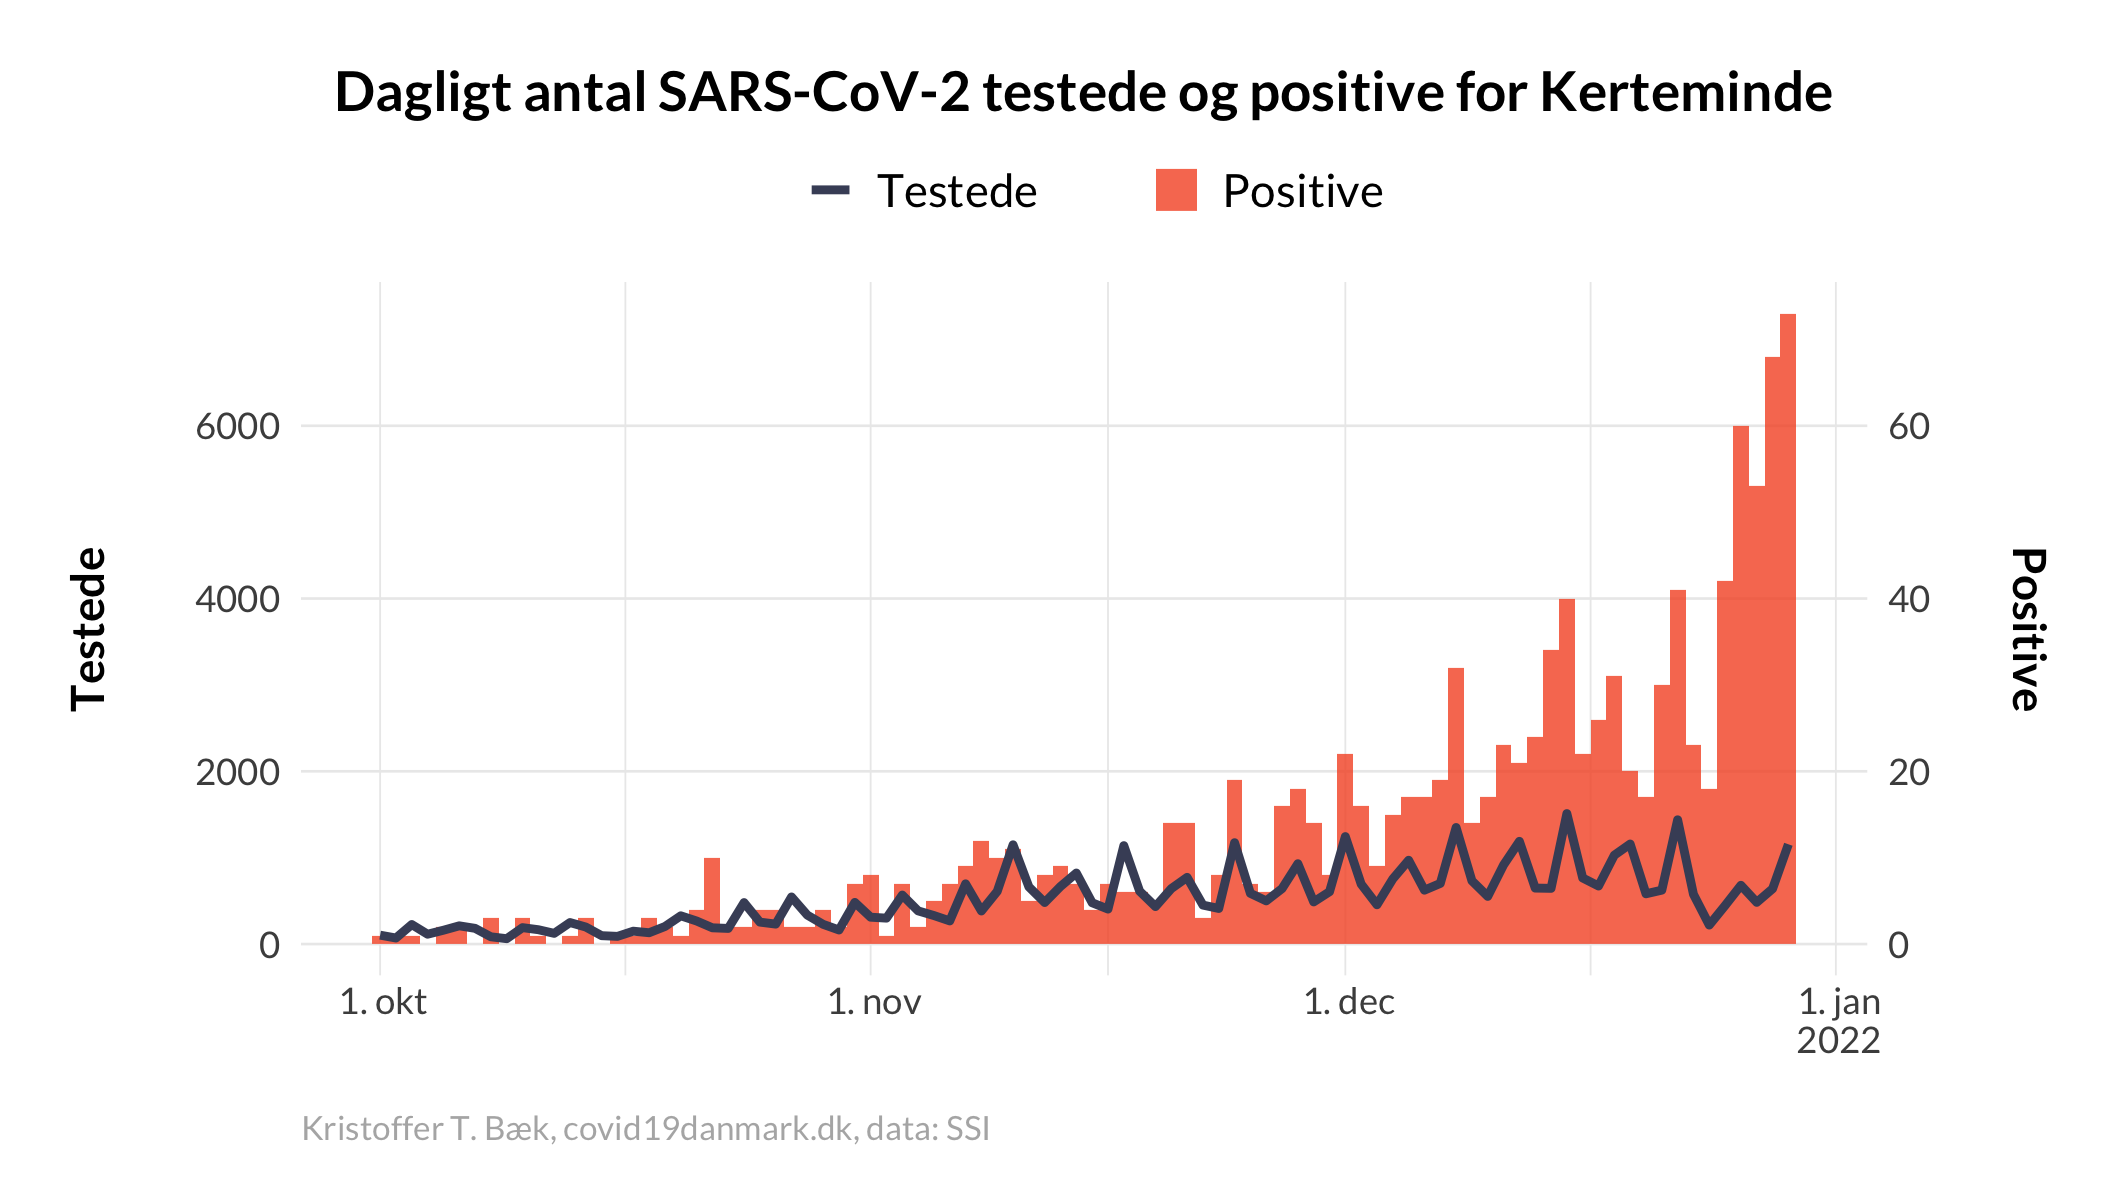 Dagligt antal SARS-CoV-2 testede og positive for Kerteminde
Testede
Positive
6000
4000
2000
0
60
40
20
0
Testede
Positive
1. okt
1. nov
1. dec
1. jan
2022
Kristoffer T. Bæk, covid19danmark.dk, data: SSI